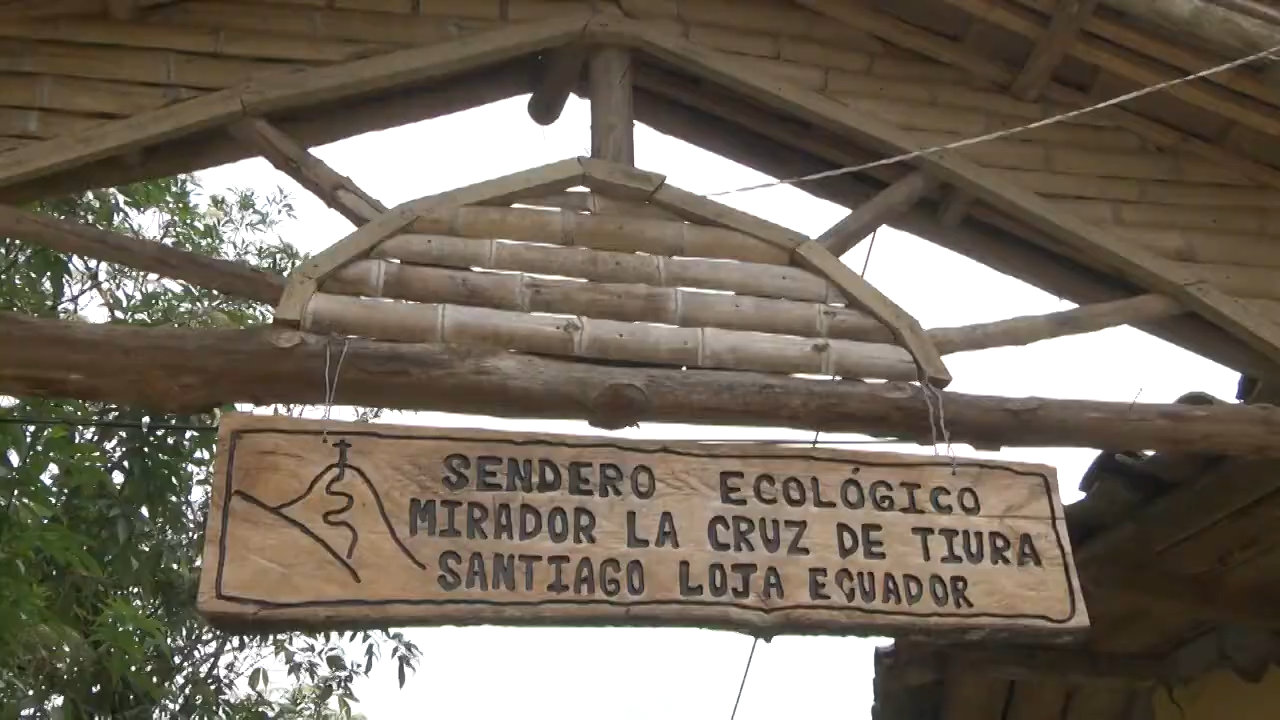 SENDERO ECOLÓGICO
MIRADOR LA CRUZ DE TIURA
SANTIAGO LOJA ECUADOR